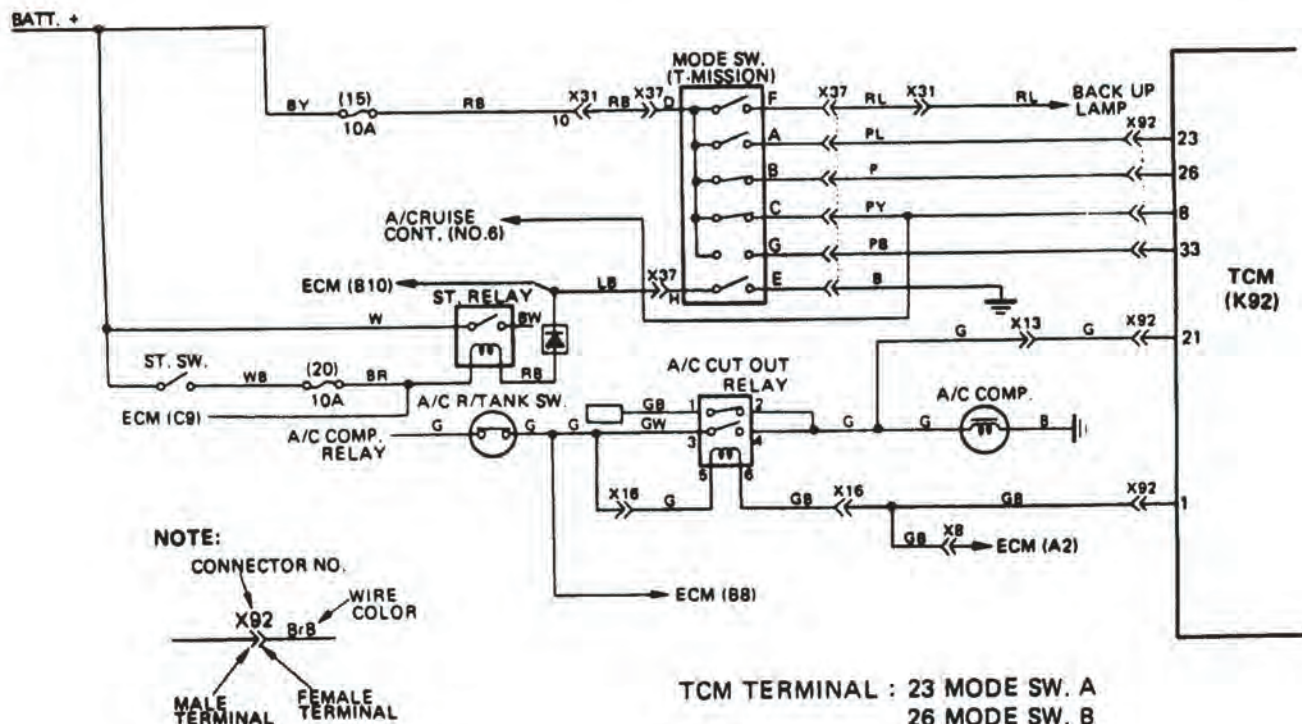 BATT. +
MODE SW.
(T-MISSION)
BY (15) 10A RB X31 10 RB X37 D F X37 RL X31 RL BACK UP LAMP
A PL X92 23
B P 26
A/CRUISE CONT. (NO.6) C PY 8
G PB 33
TCM (K92)
ECM (B10) LB X37 H E B
ST. RELAY
W BW
G X13 G X92 21
ST. SW. WB (20) 10A BR RB
A/C CUT OUT RELAY
ECM (C9)
A/C R/TANK SW.
A/C COMP.
GB 1 2
A/C COMP. RELAY G G G GW 3 4 G G B
5 6
X16 G GB X16 GB X92 1
GB X8 ECM (A2)
ECM (B8)
NOTE:
CONNECTOR NO.
WIRE COLOR
X92 BrB
MALE TERMINAL
FEMALE TERMINAL
TCM TERMINAL : 23 MODE SW. A
26 MODE SW. B